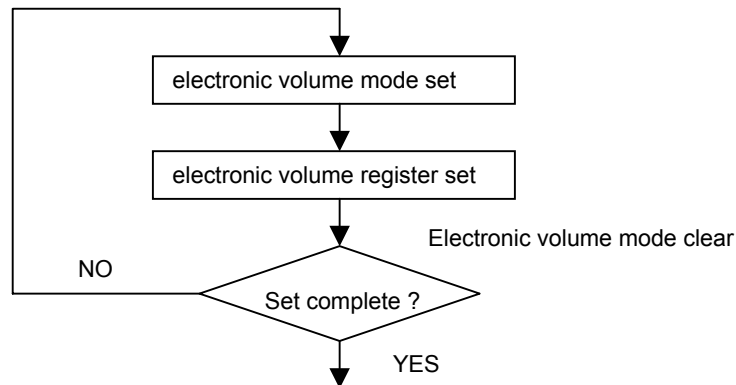 electronic volume mode set
electronic volume register set
Electronic volume mode clear
NO
Set complete ?
YES